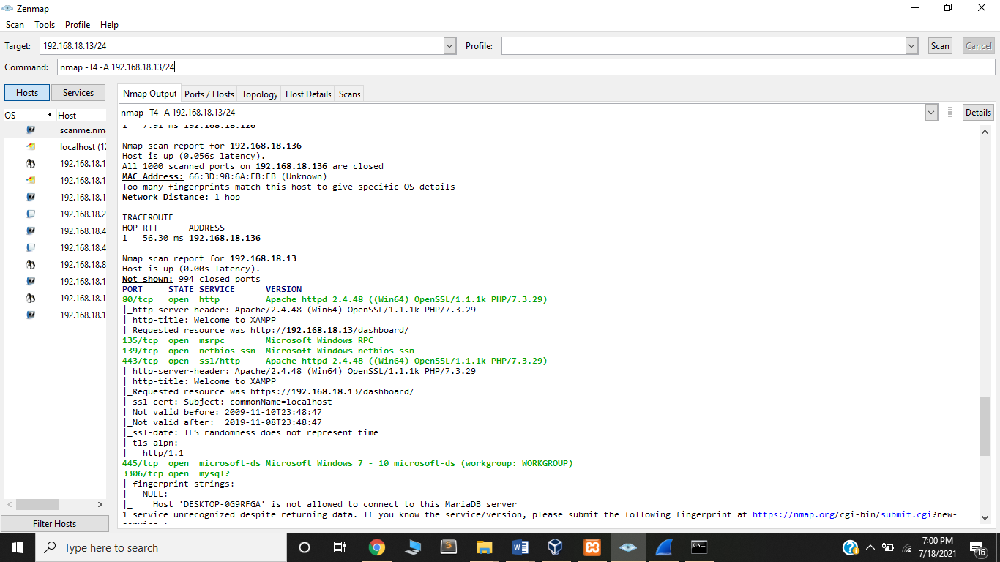 Zenmap
Scan Tools Profile Help
Target: 192.168.18.13/24 Profile: Scan Cancel
Command: nmap -T4 -A 192.168.18.13/24
Hosts Services
Nmap Output Ports / Hosts Topology Host Details Scans
OS Host
nmap -T4 -A 192.168.18.13/24 Details
scanme.nm
localhost (12
192.168.18.1
192.168.18.1
192.168.18.1
192.168.18.2
192.168.18.4
192.168.18.4
192.168.18.8
192.168.18.1
192.168.18.1
192.168.18.1
Filter Hosts
1 7.91 ms 192.168.18.126
Nmap scan report for 192.168.18.136
Host is up (0.056s latency).
All 1000 scanned ports on 192.168.18.136 are closed
MAC Address: 66:3D:98:6A:FB:FB (Unknown)
Too many fingerprints match this host to give specific OS details
Network Distance: 1 hop
TRACEROUTE
HOP RTT ADDRESS
1 56.30 ms 192.168.18.136
Nmap scan report for 192.168.18.13
Host is up (0.00s latency).
Not shown: 994 closed ports
PORT STATE SERVICE VERSION
80/tcp open http Apache httpd 2.4.48 ((Win64) OpenSSL/1.1.1k PHP/7.3.29)
|_http-server-header: Apache/2.4.48 (Win64) OpenSSL/1.1.1k PHP/7.3.29
| http-title: Welcome to XAMPP
|_Requested resource was http://192.168.18.13/dashboard/
135/tcp open msrpc Microsoft Windows RPC
139/tcp open netbios-ssn Microsoft Windows netbios-ssn
443/tcp open ssl/http Apache httpd 2.4.48 ((Win64) OpenSSL/1.1.1k PHP/7.3.29)
|_http-server-header: Apache/2.4.48 (Win64) OpenSSL/1.1.1k PHP/7.3.29
| http-title: Welcome to XAMPP
|_Requested resource was https://192.168.18.13/dashboard/
| ssl-cert: Subject: commonName=localhost
| Not valid before: 2009-11-10T23:48:47
|_Not valid after: 2019-11-08T23:48:47
|_ssl-date: TLS randomness does not represent time
| tls-alpn:
|_ http/1.1
445/tcp open microsoft-ds Microsoft Windows 7 - 10 microsoft-ds (workgroup: WORKGROUP)
3306/tcp open mysql?
| fingerprint-strings:
| NULL:
|_ Host 'DESKTOP-0G9RFGA' is not allowed to connect to this MariaDB server
1 service unrecognized despite returning data. If you know the service/version, please submit the following fingerprint at https://nmap.org/cgi-bin/submit.cgi?new-
Type here to search
7:00 PM
7/18/2021
16